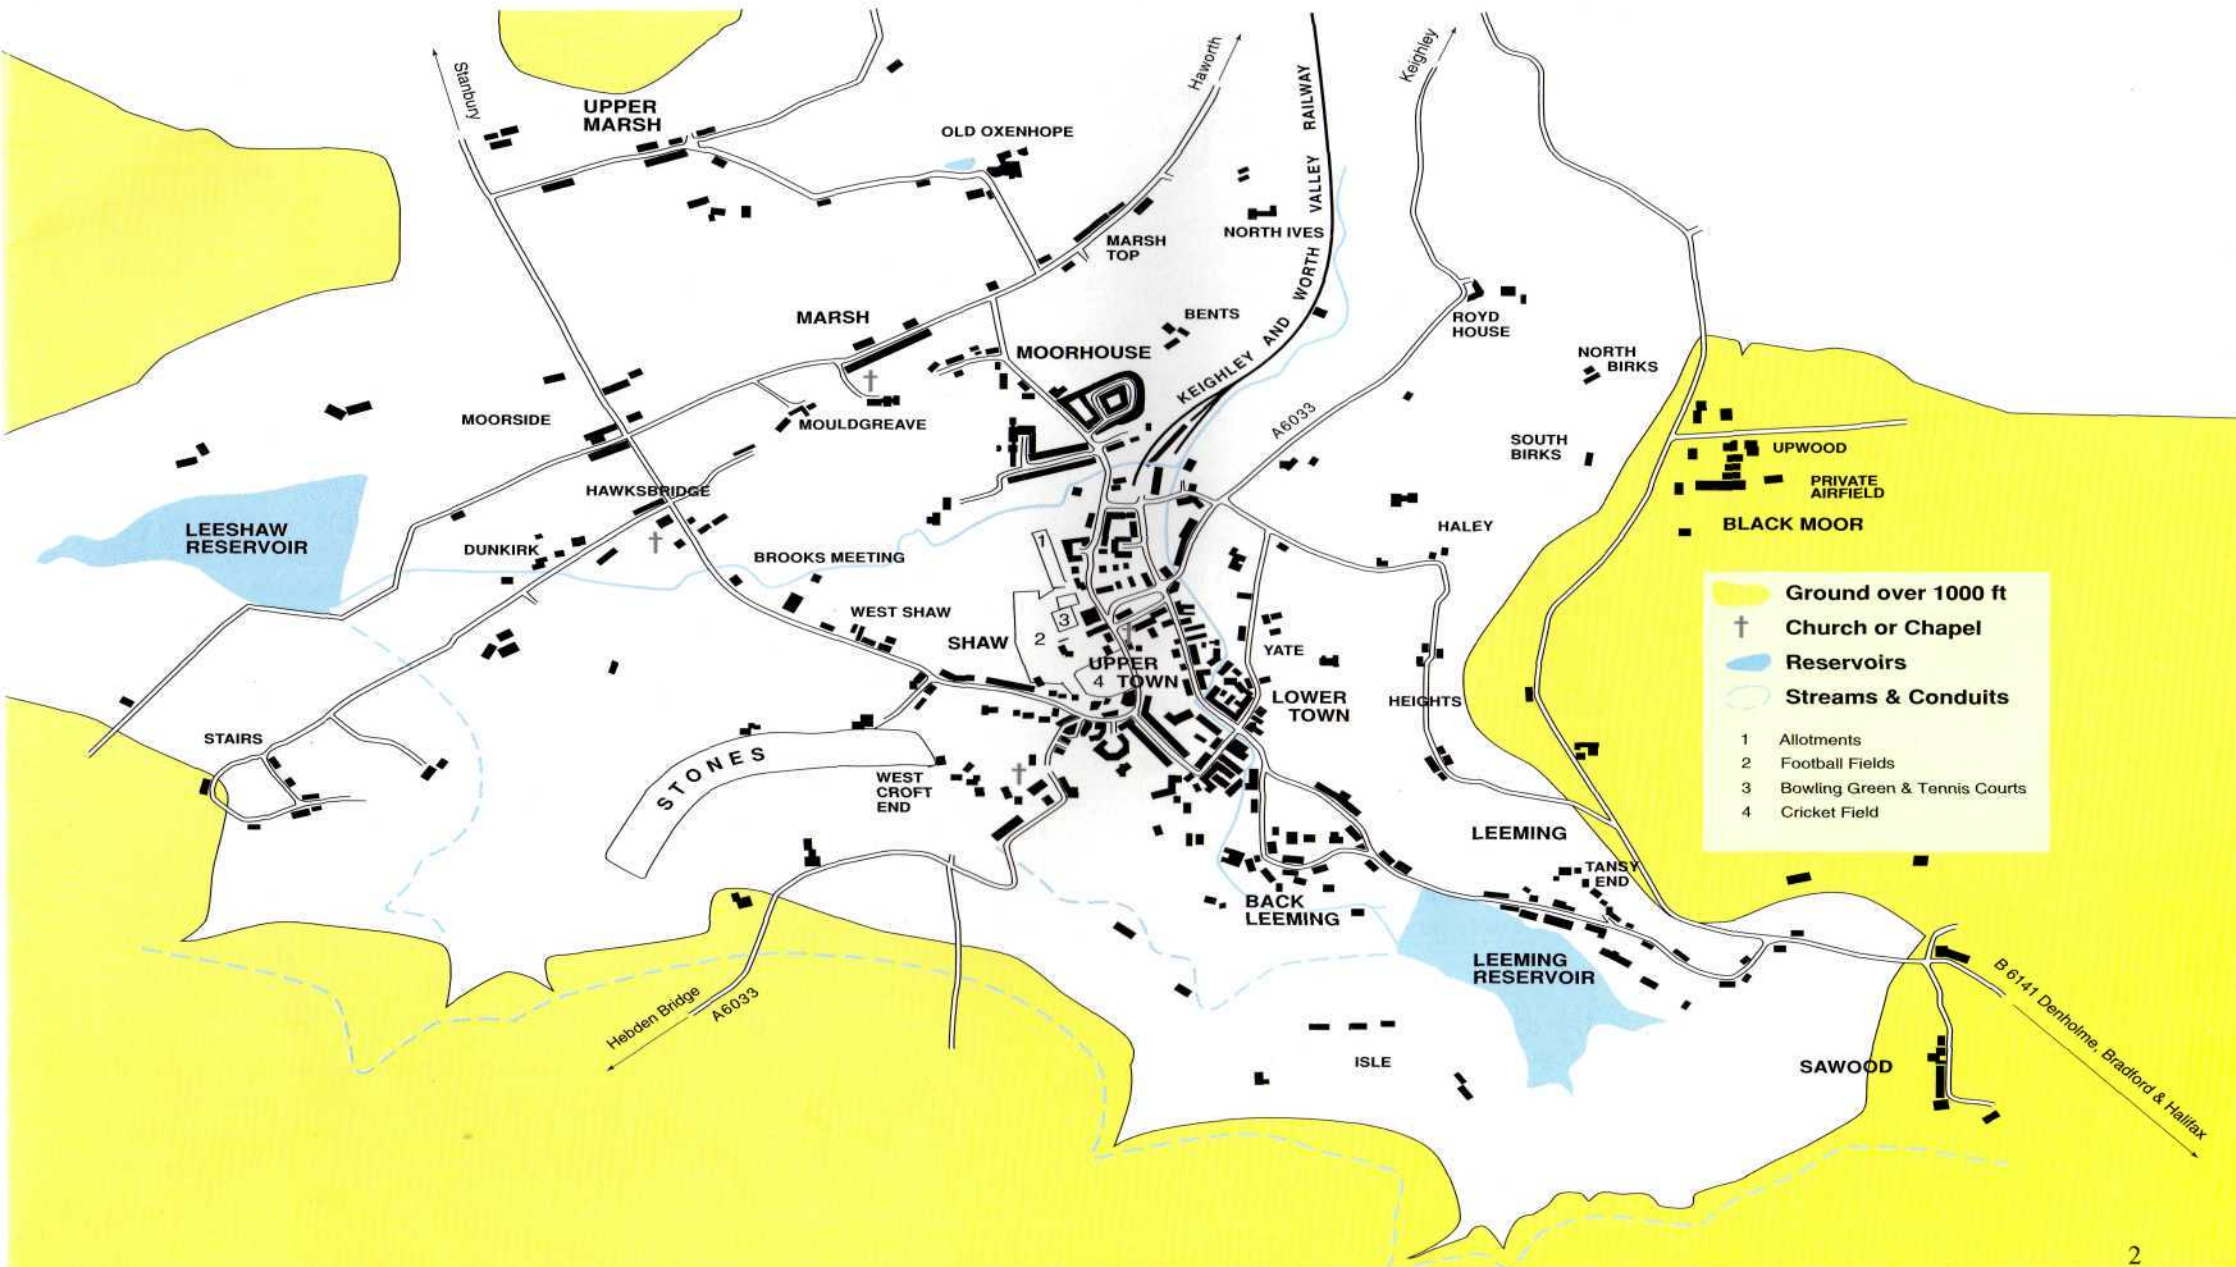 Stanbury
Haworth
Keighley
UPPER
MARSH
OLD OXENHOPE
KEIGHLEY AND WORTH VALLEY RAILWAY
MARSH
TOP
NORTH IVES
MARSH
BENTS
ROYD
HOUSE
MOORHOUSE
NORTH
BIRKS
MOORSIDE
MOULDGREAVE
A6033
SOUTH
BIRKS
UPWOOD
PRIVATE
AIRFIELD
HAWKSBRIDGE
LEESHAW
RESERVOIR
BLACK MOOR
HALEY
DUNKIRK
BROOKS MEETING
1
WEST SHAW
3
SHAW
2
UPPER
4 TOWN
YATE
LOWER
TOWN
HEIGHTS
Ground over 1000 ft
Church or Chapel
Reservoirs
Streams & Conduits
1 Allotments
2 Football Fields
3 Bowling Green & Tennis Courts
4 Cricket Field
STAIRS
STONES
WEST
CROFT
END
LEEMING
TANSY
END
BACK
LEEMING
LEEMING
RESERVOIR
Hebden Bridge
A6033
ISLE
SAWOOD
B 6141 Denholme, Bradford & Halifax
2